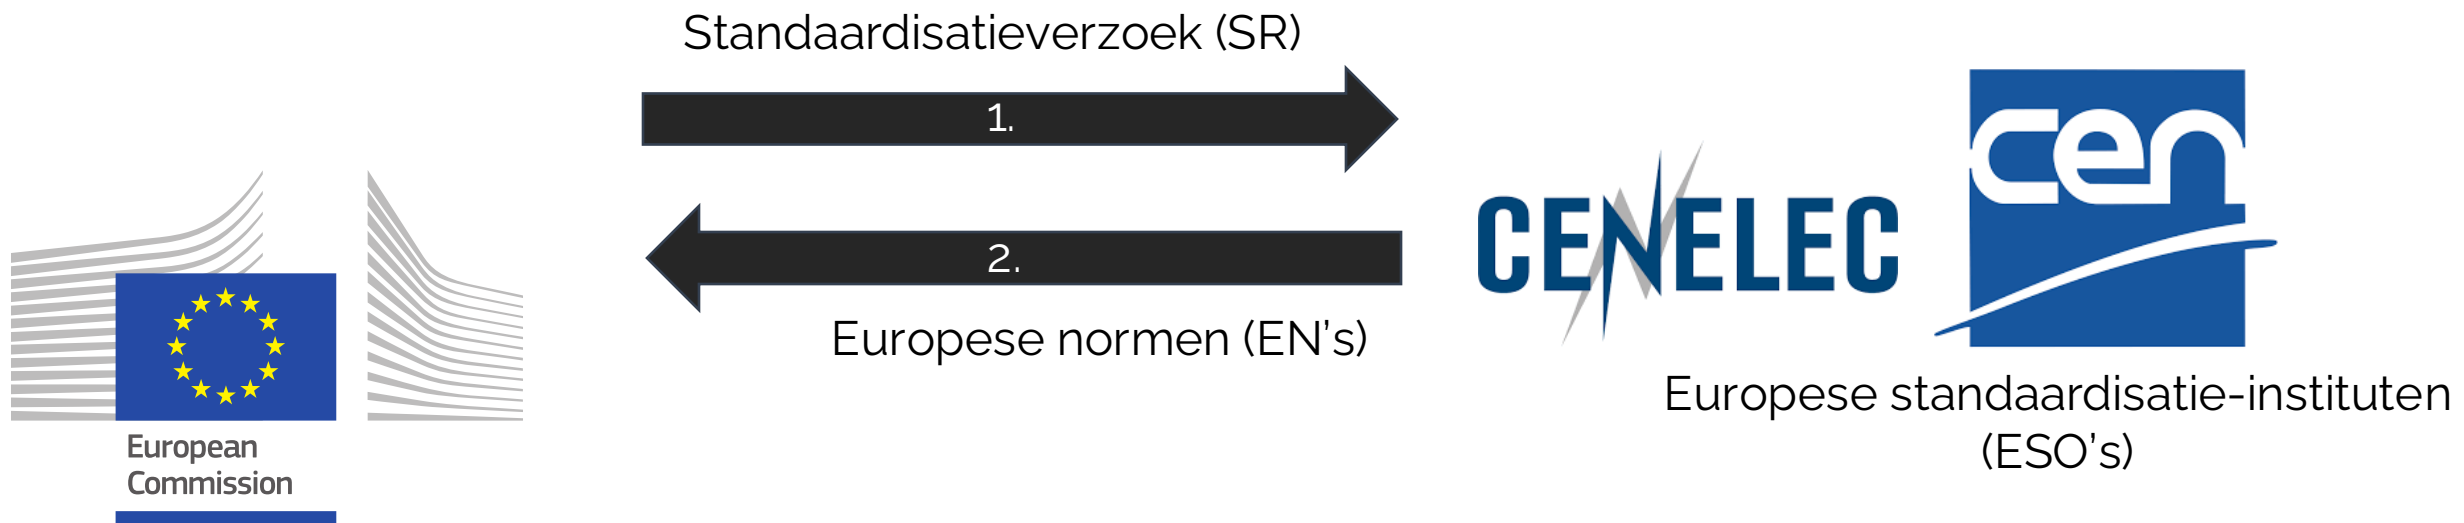 Standaardisatieverzoek (SR)
1.
2.
Europese normen (EN's)
European
Commission
CENELEC
cen
Europese standaardisatie-instituten
(ESO's)